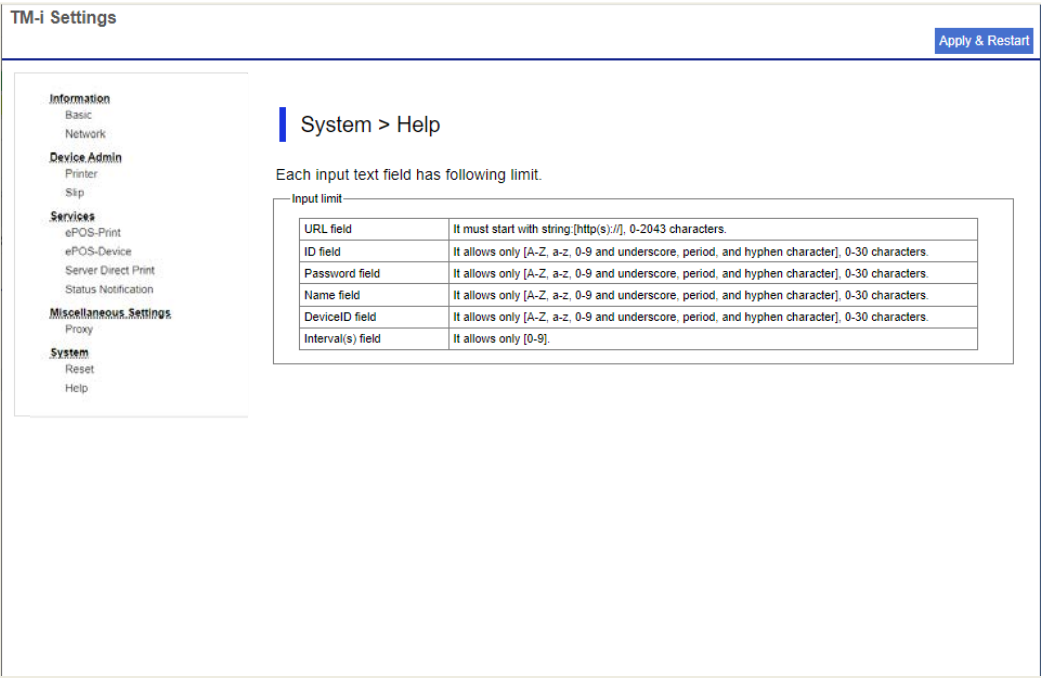 TM-i Settings
Apply & Restart
Information
Basic
Network
Device Admin
Printer
Slip
Services
ePOS-Print
ePOS-Device
Server Direct Print
Status Notification
Miscellaneous Settings
Proxy
System
Reset
Help
System > Help
Each input text field has following limit.
Input limit
URL field It must start with string:[http(s)://], 0-2043 characters.
ID field It allows only [A-Z, a-z, 0-9 and underscore, period, and hyphen character], 0-30 characters.
Password field It allows only [A-Z, a-z, 0-9 and underscore, period, and hyphen character], 0-30 characters.
Name field It allows only [A-Z, a-z, 0-9 and underscore, period, and hyphen character], 0-30 characters.
DeviceID field It allows only [A-Z, a-z, 0-9 and underscore, period, and hyphen character], 0-30 characters.
Interval(s) field It allows only [0-9].